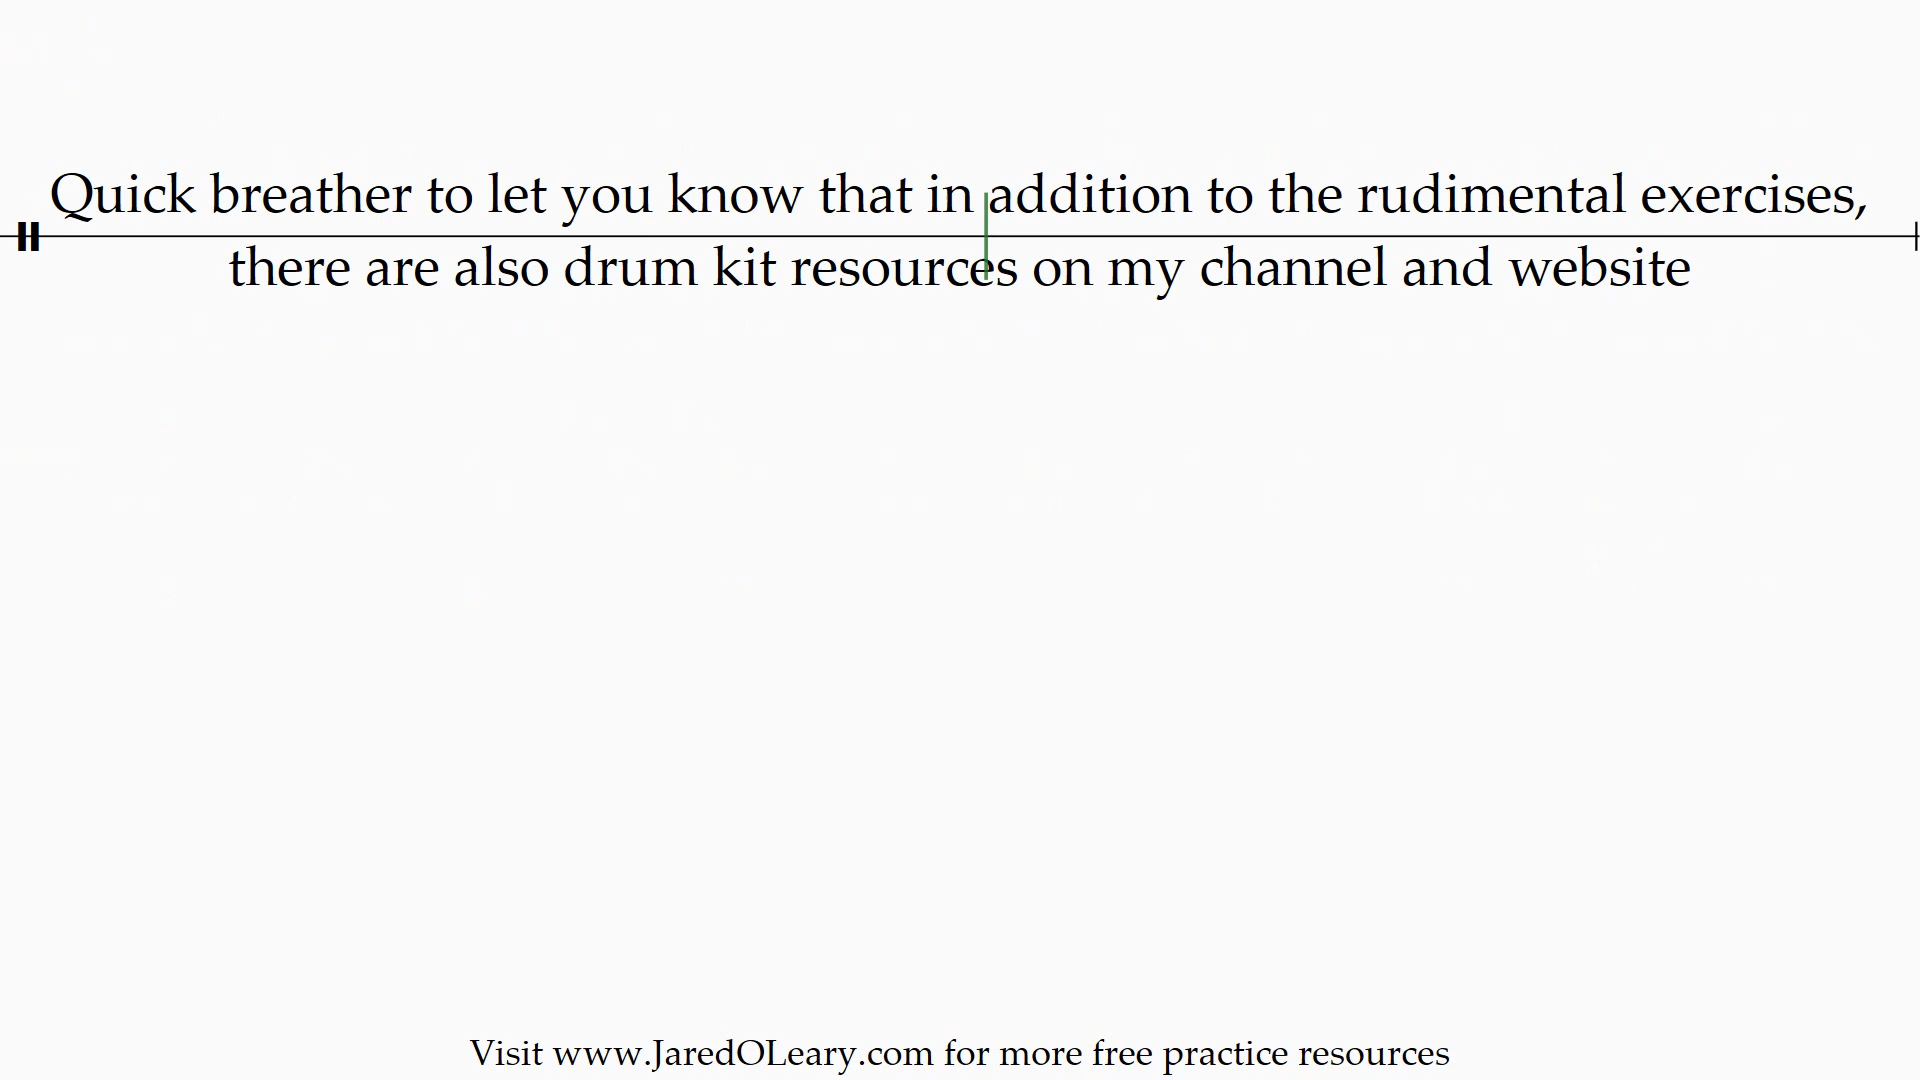 Quick breather to let you know that in addition to the rudimental exercises,
there are also drum kit resources on my channel and website
Visit www.JaredOLeary.com for more free practice resources